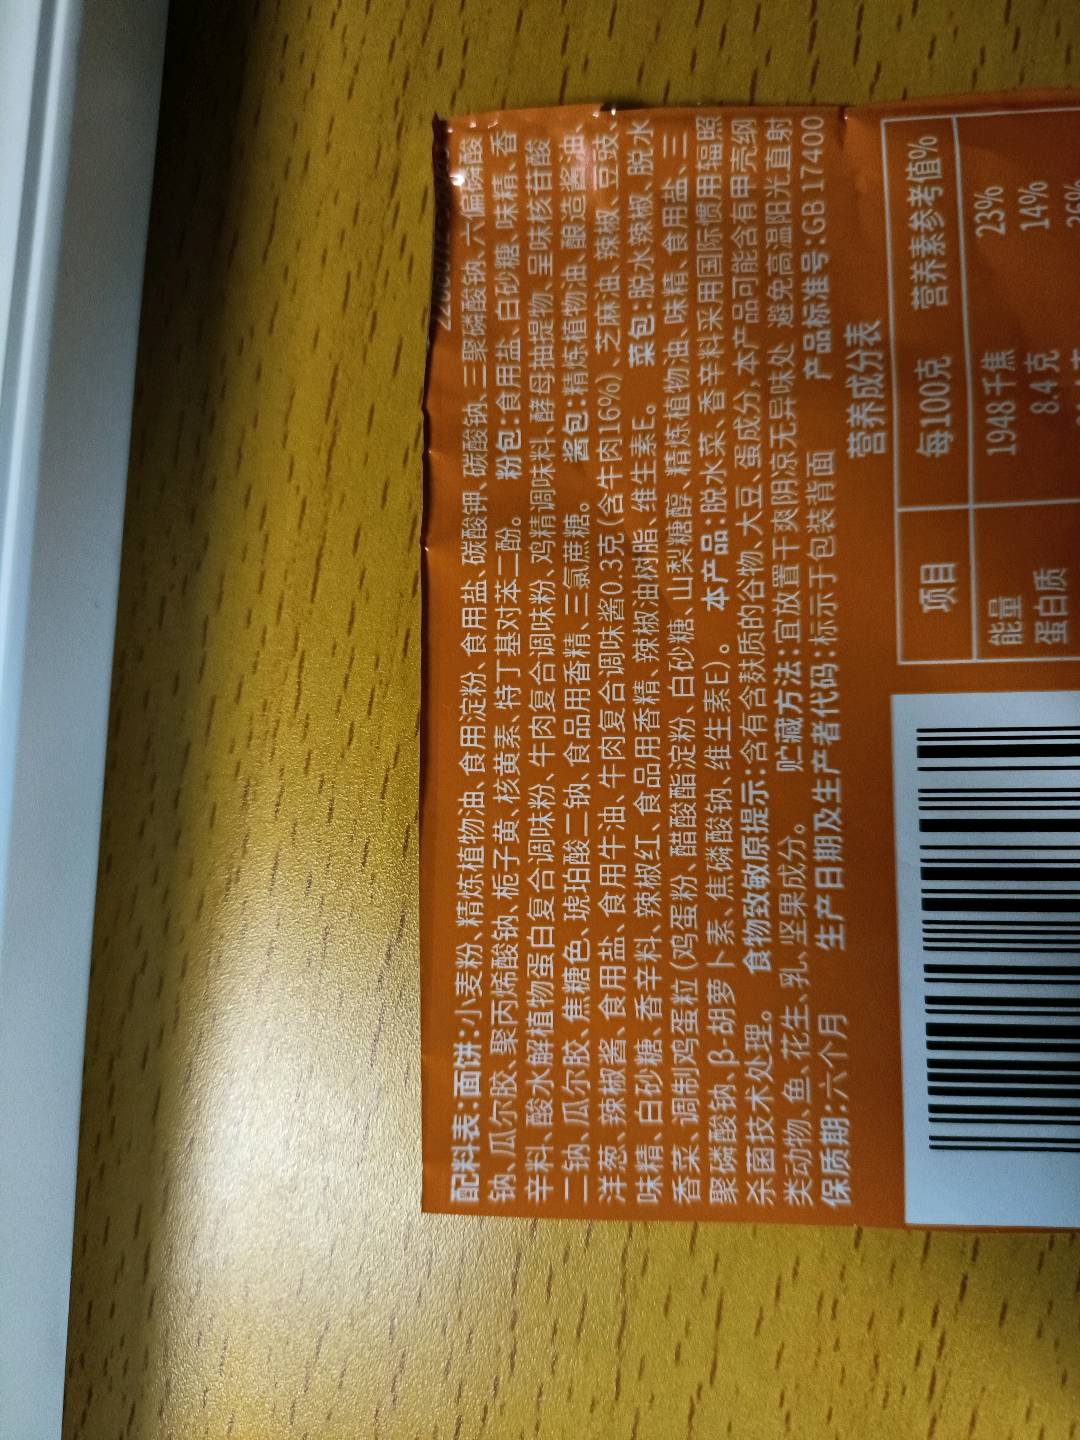 配料表:面饼:小麦粉、精炼植物油、食用淀粉、食用盐、碳酸钾、碳酸钠、三聚磷酸钠、六偏磷酸
钠、瓜尔胶、聚丙烯酸钠、栀子黄、核黄素、特丁基对苯二酚。 粉包:食用盐、白砂糖、味精、香
辛料、酸水解植物蛋白复合调味粉、牛肉复合调味粉、鸡精调味料、酵母抽提物、呈味核苷酸
二钠、瓜尔胶、焦糖色、琥珀酸二钠、食品用香精、三氯蔗糖。 酱包:精炼植物油、酿造酱油、
洋葱、辣椒酱、食用盐、食用牛油、牛肉复合调味酱0.3克(含牛肉16%)、芝麻油、辣椒、豆豉、
味精、白砂糖、香辛料、辣椒红、食品用香精、辣椒油树脂、维生素E。 菜包:脱水辣椒、脱水
香菜、调制鸡蛋粒(鸡蛋粉、醋酸酯淀粉、白砂糖、山梨糖醇、精炼植物油、味精、食用盐、三
聚磷酸钠、β-胡萝卜素、焦磷酸钠、维生素E)。 本产品:脱水菜、香辛料采用国际惯用辐照
杀菌技术处理。 食物致敏原提示:含有含麸质的谷物、大豆、蛋成分,本产品可能含有甲壳纲
类动物、鱼、花生、乳、坚果成分。 贮藏方法:宜放置干爽阴凉无异味处 避免高温阳光直射
保质期:六个月 生产日期及生产者代码:标示于包装背面 产品标准号:GB 17400
营养成分表
项目 每100克 营养素参考值%
能量 1948千焦 23%
蛋白质 8.4克 14%